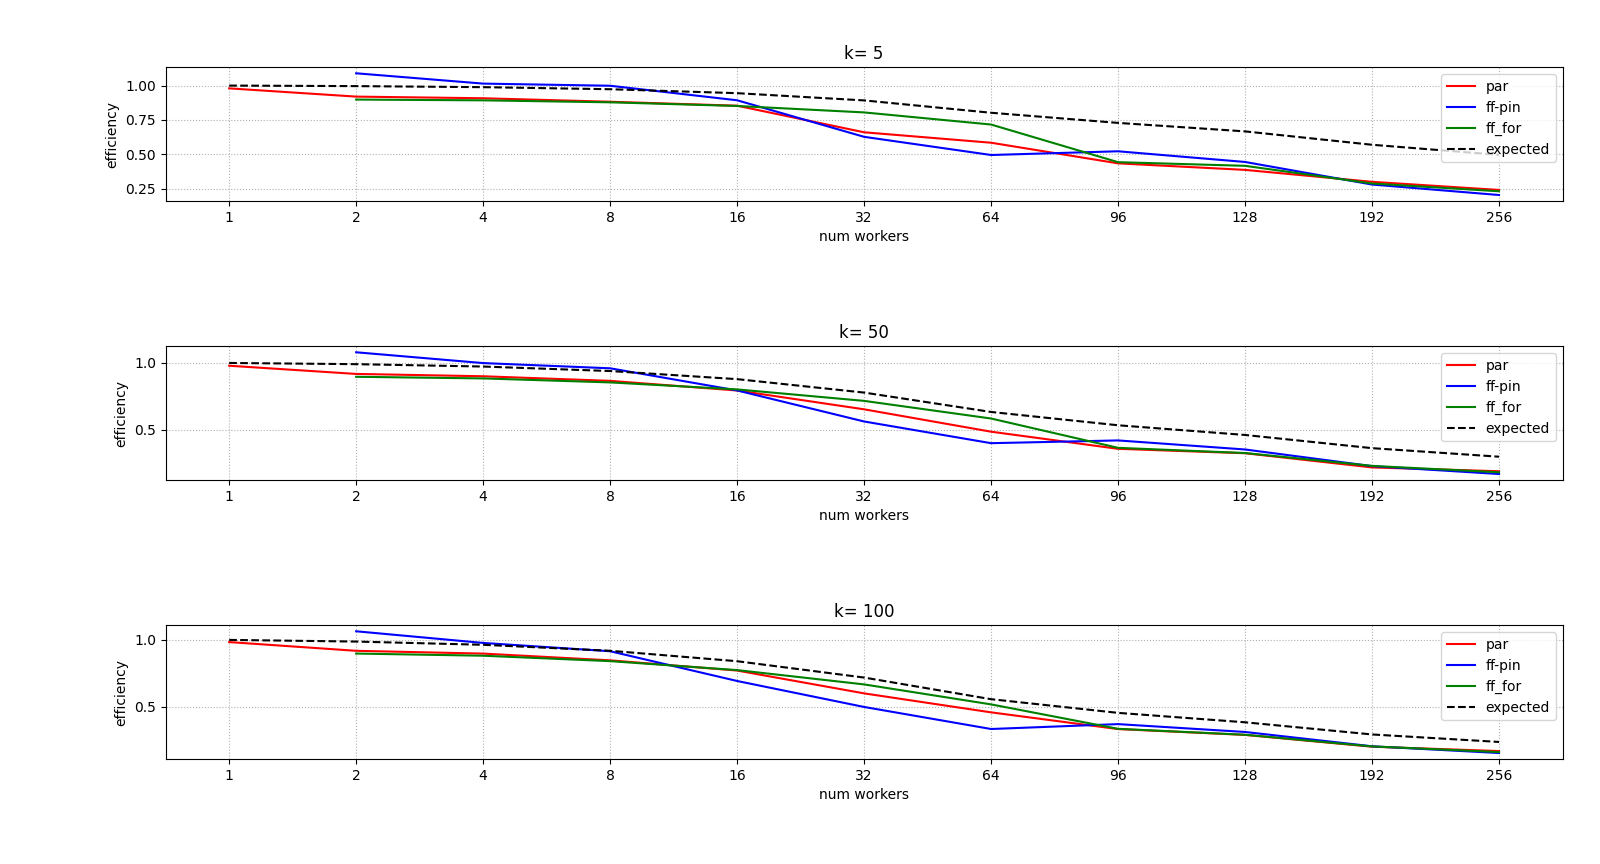 k= 5
efficiency
1.00
0.75
0.50
0.25
par
ff-pin
ff_for
expected
1 2 4 8 16 32 64 96 128 192 256
num workers
k= 50
efficiency
1.0
0.5
par
ff-pin
ff_for
expected
1 2 4 8 16 32 64 96 128 192 256
num workers
k= 100
efficiency
1.0
0.5
par
ff-pin
ff_for
expected
1 2 4 8 16 32 64 96 128 192 256
num workers